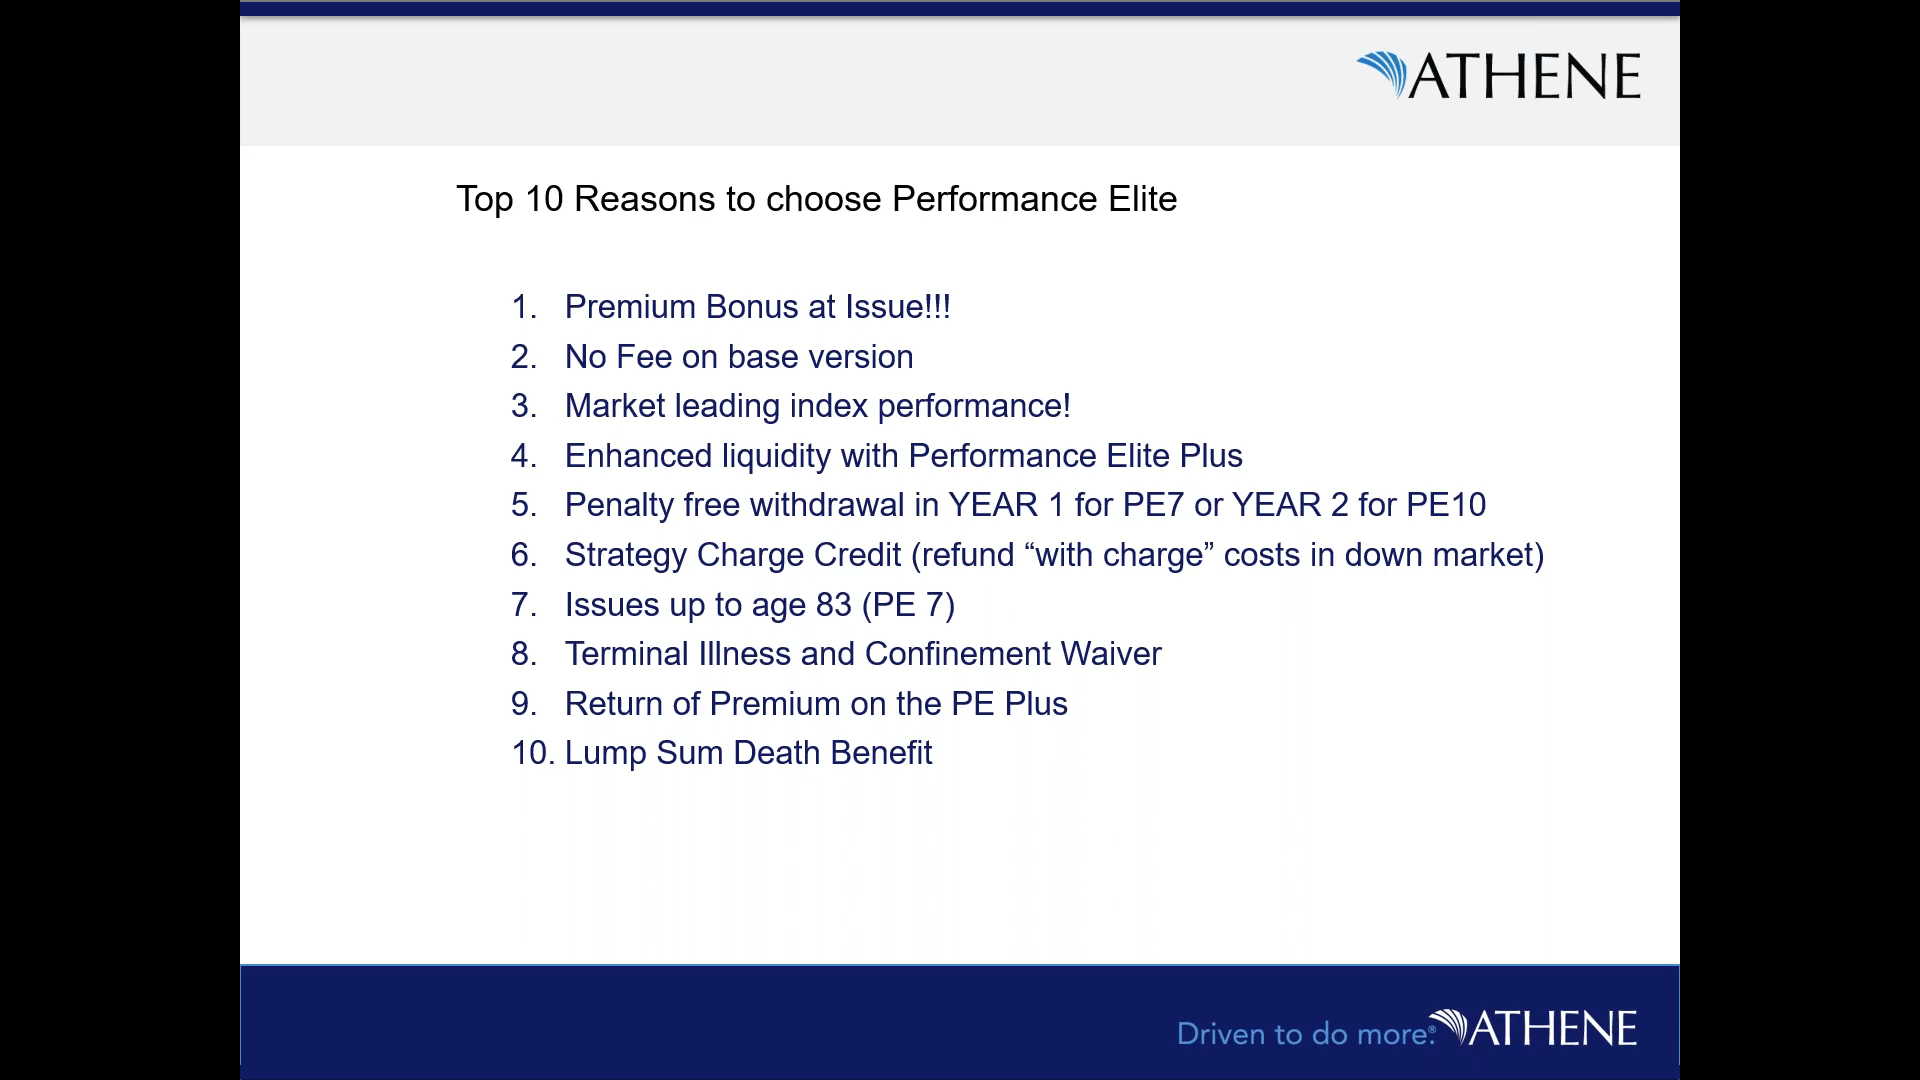 ATHENE
Top 10 Reasons to choose Performance Elite
1. Premium Bonus at Issue!!!
2. No Fee on base version
3. Market leading index performance!
4. Enhanced liquidity with Performance Elite Plus
5. Penalty free withdrawal in YEAR 1 for PE7 or YEAR 2 for PE10
6. Strategy Charge Credit (refund “with charge” costs in down market)
7. Issues up to age 83 (PE 7)
8. Terminal Illness and Confinement Waiver
9. Return of Premium on the PE Plus
10. Lump Sum Death Benefit
Driven to do more.® ATHENE